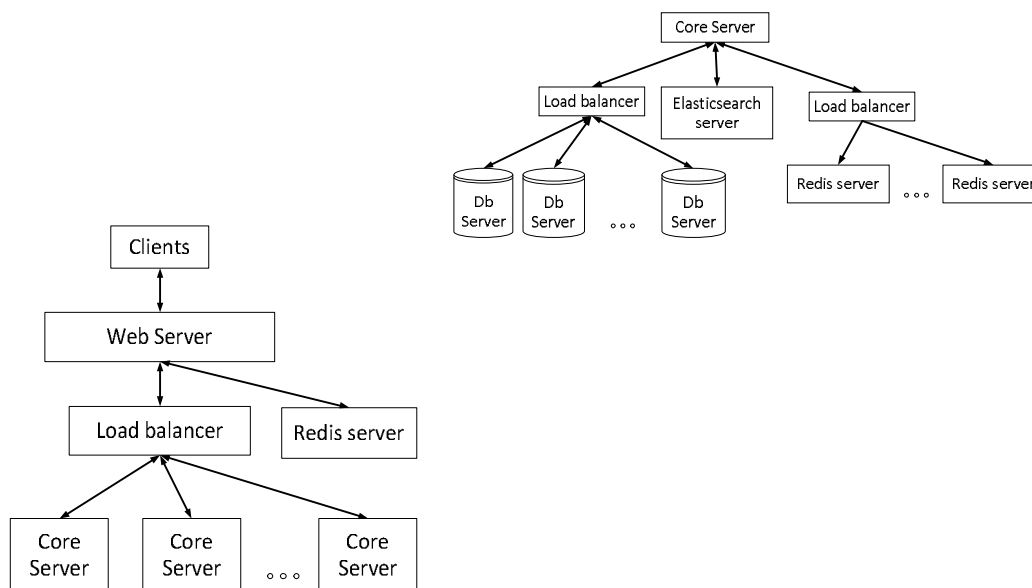 Core Server
Load balancer
Elasticsearch
server
Load balancer
Db
Server
Db
Server
Db
Server
Redis server
Redis server
Clients
Web Server
Load balancer
Redis server
Core
Server
Core
Server
Core
Server